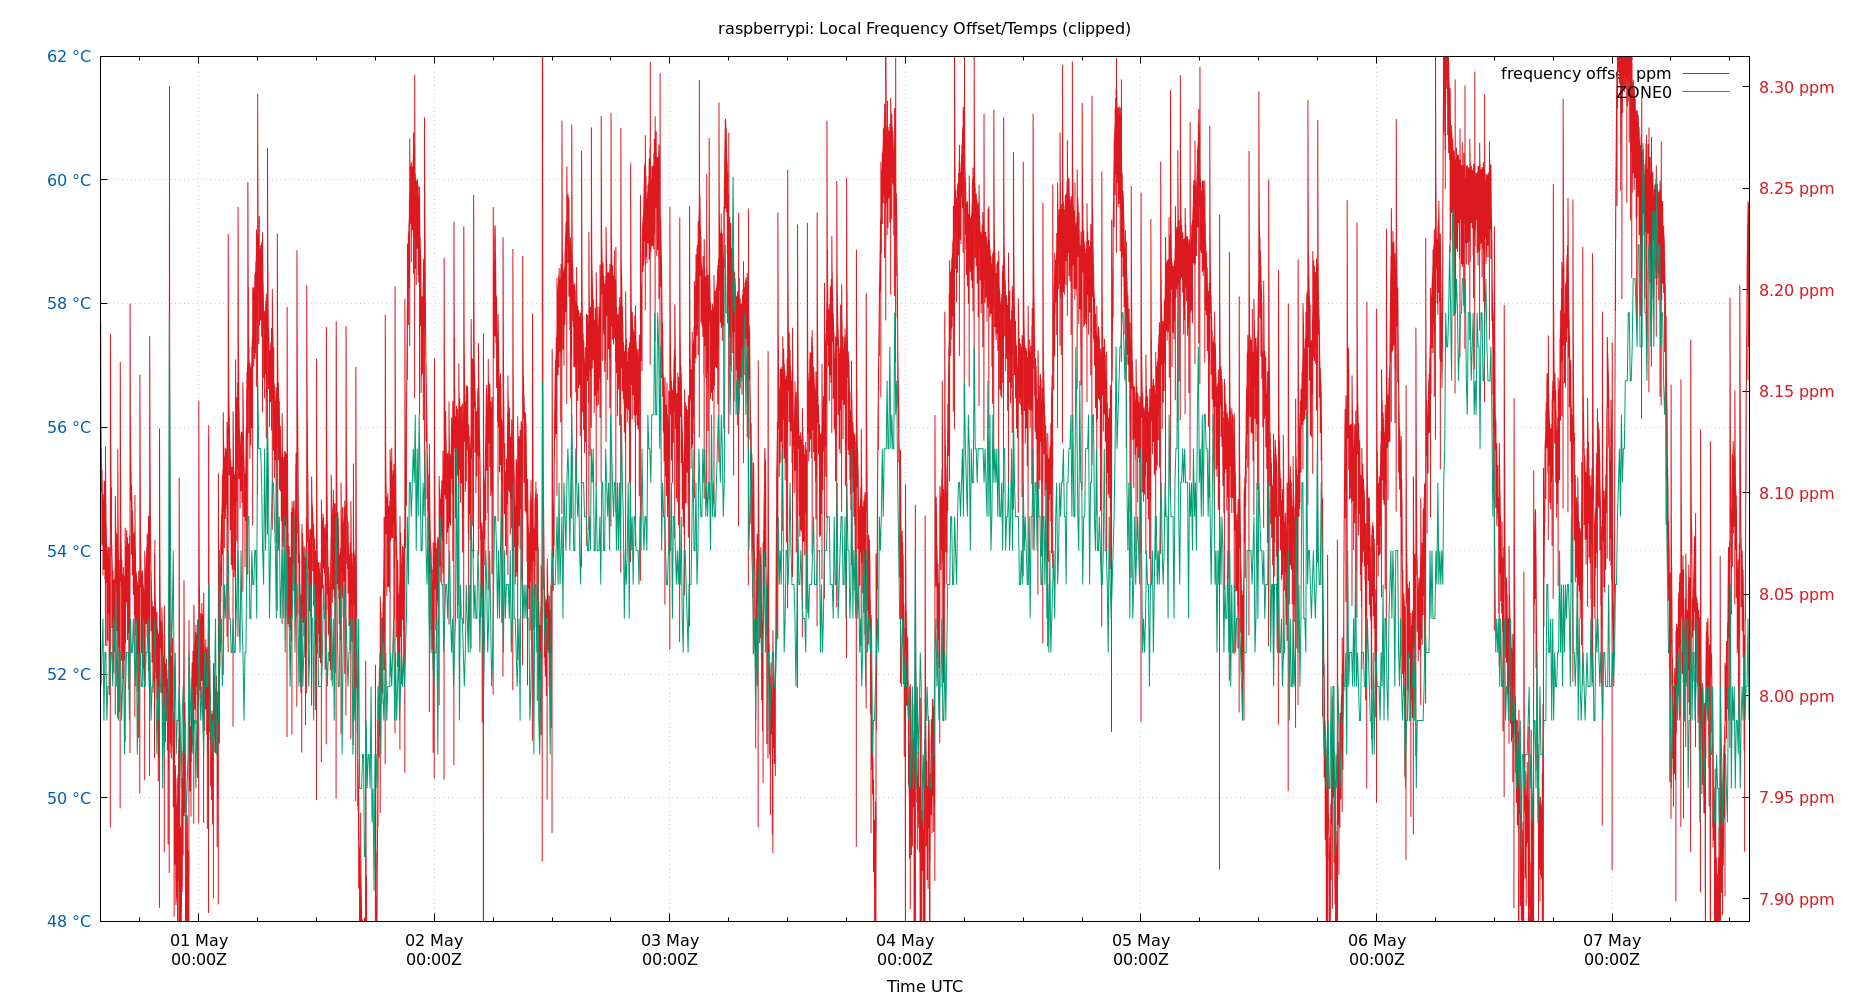 raspberrypi: Local Frequency Offset/Temps (clipped)
frequency offset ppm
ZONE0
62 °C
60 °C
58 °C
56 °C
54 °C
52 °C
50 °C
48 °C
8.30 ppm
8.25 ppm
8.20 ppm
8.15 ppm
8.10 ppm
8.05 ppm
8.00 ppm
7.95 ppm
7.90 ppm
01 May
00:00Z
02 May
00:00Z
03 May
00:00Z
04 May
00:00Z
05 May
00:00Z
06 May
00:00Z
07 May
00:00Z
Time UTC